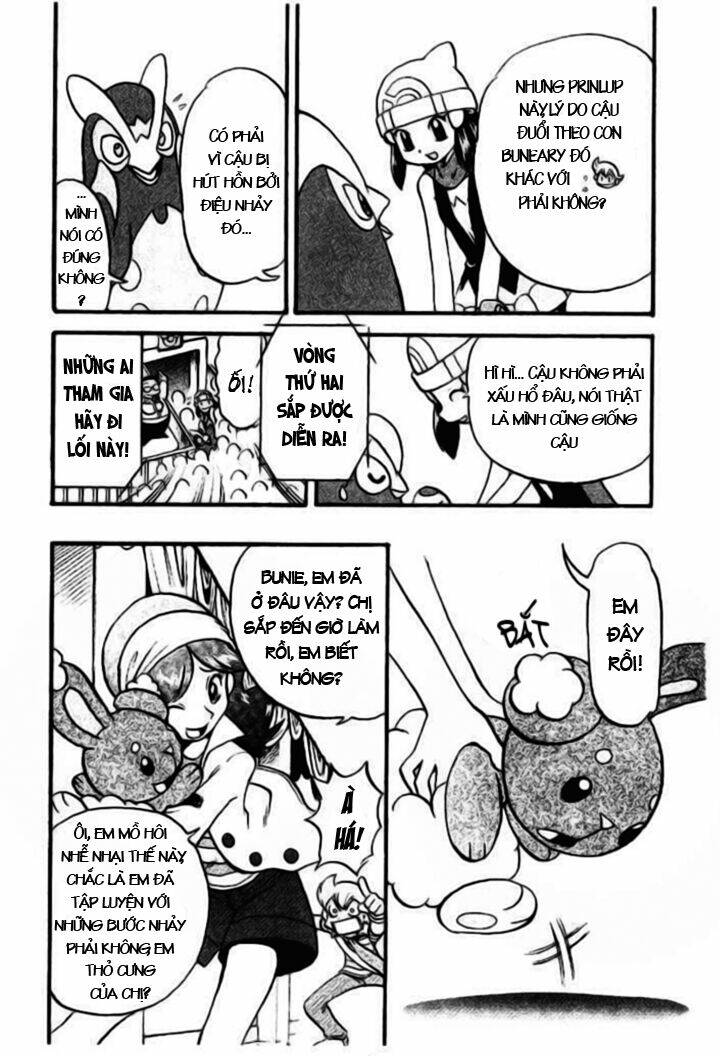 NHƯNG PRINLUP
NÀY, LÝ DO CẬU
ĐUỔI THEO CON
BUNEARY ĐÓ
KHÁC VỚI
PHẢI KHÔNG?
CÓ PHẢI
VÌ CẬU BỊ
HÚT HỒN BỞI
ĐIỆU NHẢY
ĐÓ...
...
MÌNH
NÓI CÓ
ĐÚNG
KHÔNG
?
HÌ HÌ... CẬU KHÔNG PHẢI
XẤU HỔ ĐÂU, NÓI THẬT
LÀ MÌNH CŨNG GIỐNG
CẬU
VÒNG
THỨ HAI
SẮP ĐƯỢC
DIỄN RA!
ỐI!
NHỮNG AI
THAM GIA
HÃY ĐI
LỐI NÀY!
EM
ĐÂY
RỒI!
BẮT
BUNIE, EM ĐÃ
Ở ĐÂU VẬY? CHỊ
SẮP ĐẾN GIỜ LÀM
RỒI, EM BIẾT
KHÔNG?
À
HÁ!
ÔI, EM MỒ HÔI
NHỄ NHẠI THẾ NÀY,
CHẮC LÀ EM ĐÃ
TẬP LUYỆN VỚI
NHỮNG BƯỚC NHẢY
PHẢI KHÔNG, EM
THỎ CƯNG
CỦA CHỊ?